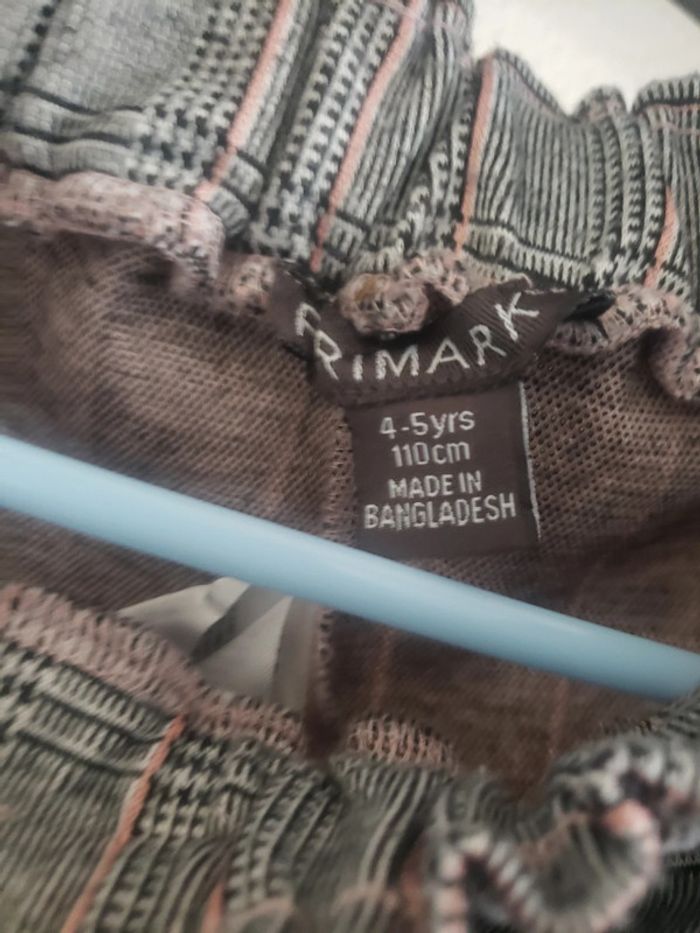 PRIMARK
4-5yrs
110cm
MADE IN
BANGLADESH